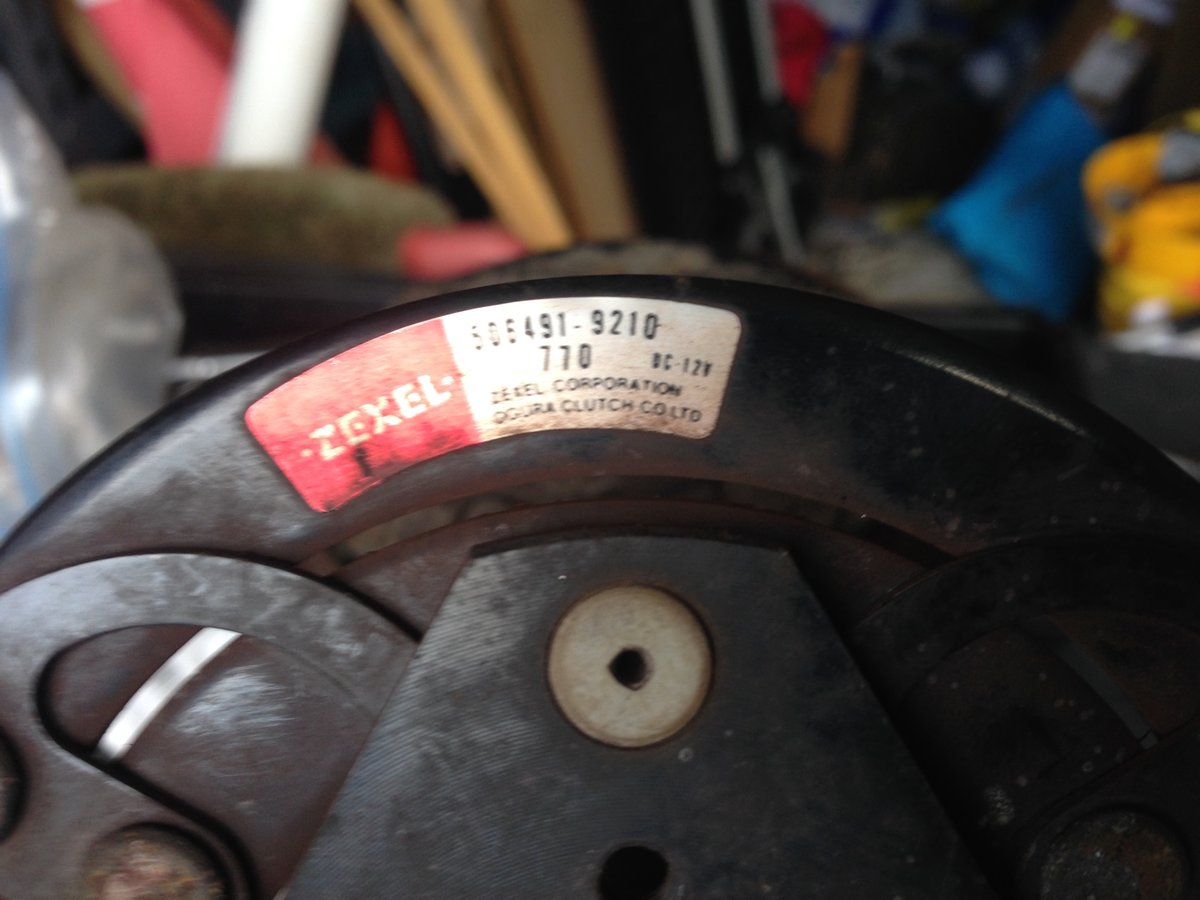 ·ZEXEL·
506491-9210
770 DC-12V
ZEXEL CORPORATION
OGURA CLUTCH CO LTD